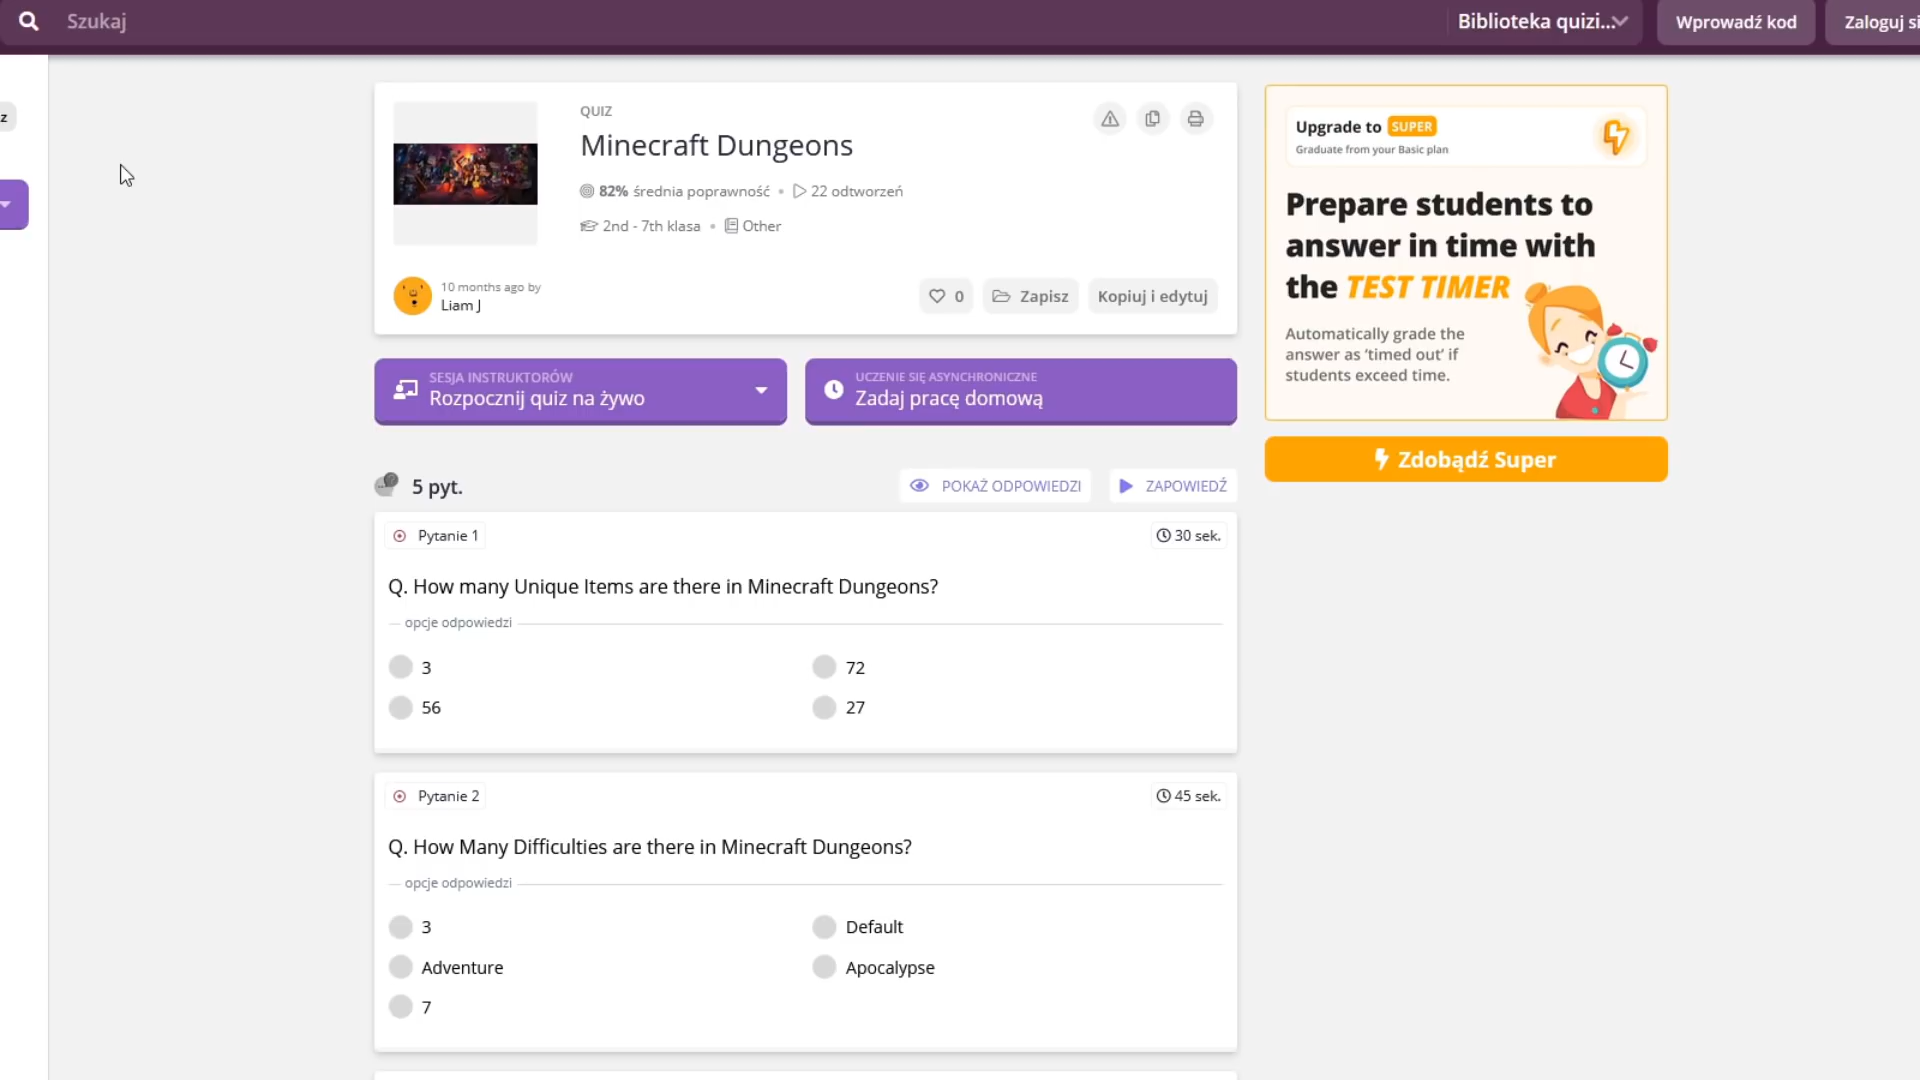 Szukaj
Biblioteka quizi...
Wprowadź kod
Zaloguj si
z
QUIZ
Minecraft Dungeons
82% średnia poprawność • 22 odtworzeń
2nd - 7th klasa • Other
10 months ago by
Liam J
0
Zapisz
Kopiuj i edytuj
SESJA INSTRUKTORÓW
Rozpocznij quiz na żywo
UCZENIE SIĘ ASYNCHRONICZNE
Zadaj pracę domową
Upgrade to SUPER
Graduate from your Basic plan
Prepare students to
answer in time with
the TEST TIMER
Automatically grade the
answer as ‘timed out’ if
students exceed time.
Zdobądź Super
5 pyt.
POKAŻ ODPOWIEDZI
ZAPOWIEDŹ
Pytanie 1
30 sek.
Q. How many Unique Items are there in Minecraft Dungeons?
opcje odpowiedzi
3
72
56
27
Pytanie 2
45 sek.
Q. How Many Difficulties are there in Minecraft Dungeons?
opcje odpowiedzi
3
Default
Adventure
Apocalypse
7